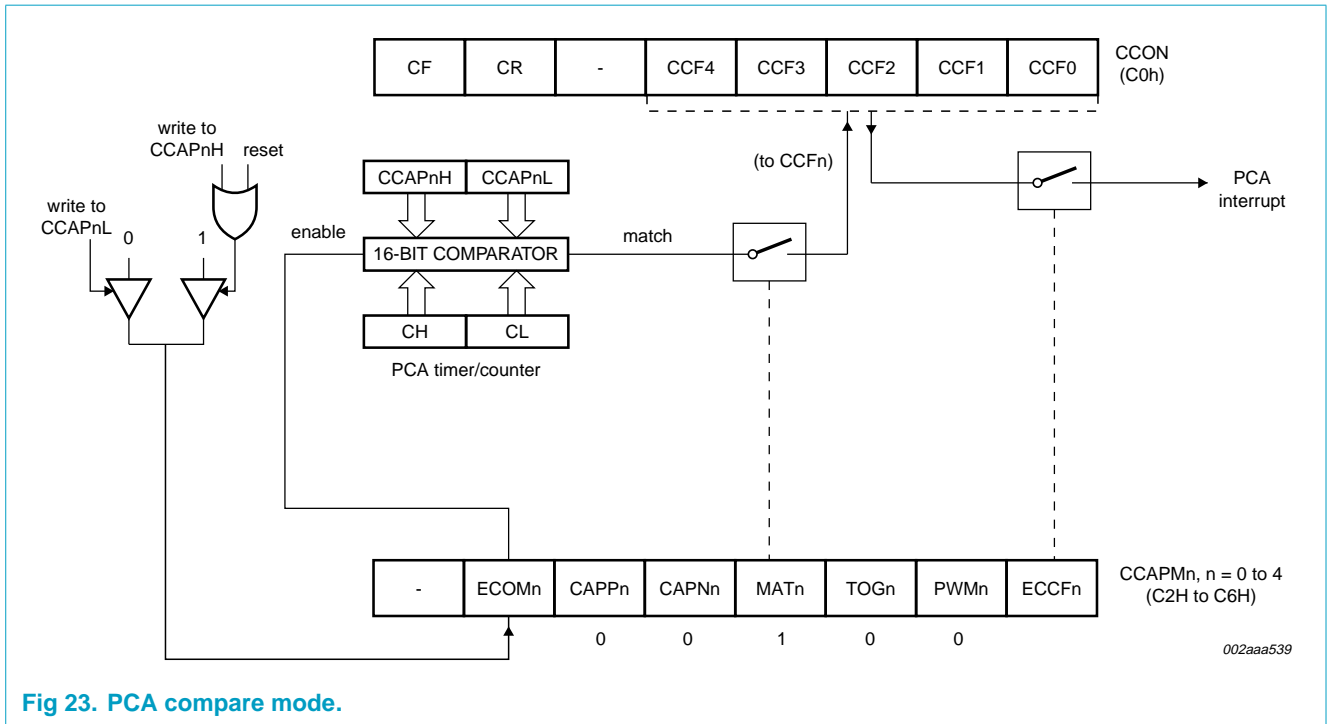 CF CR - CCF4 CCF3 CCF2 CCF1 CCF0
CCON
(C0h)
write to
CCAPnH
reset
write to
CCAPnL
0 1
CCAPnH CCAPnL
enable
16-BIT COMPARATOR
match
(to CCFn)
PCA
interrupt
CH CL
PCA timer/counter
- ECOMn CAPPn CAPNn MATn TOGn PWMn ECCFn
CCAPMn, n = 0 to 4
(C2H to C6H)
0 0 1 0 0
002aaa539
Fig 23. PCA compare mode.